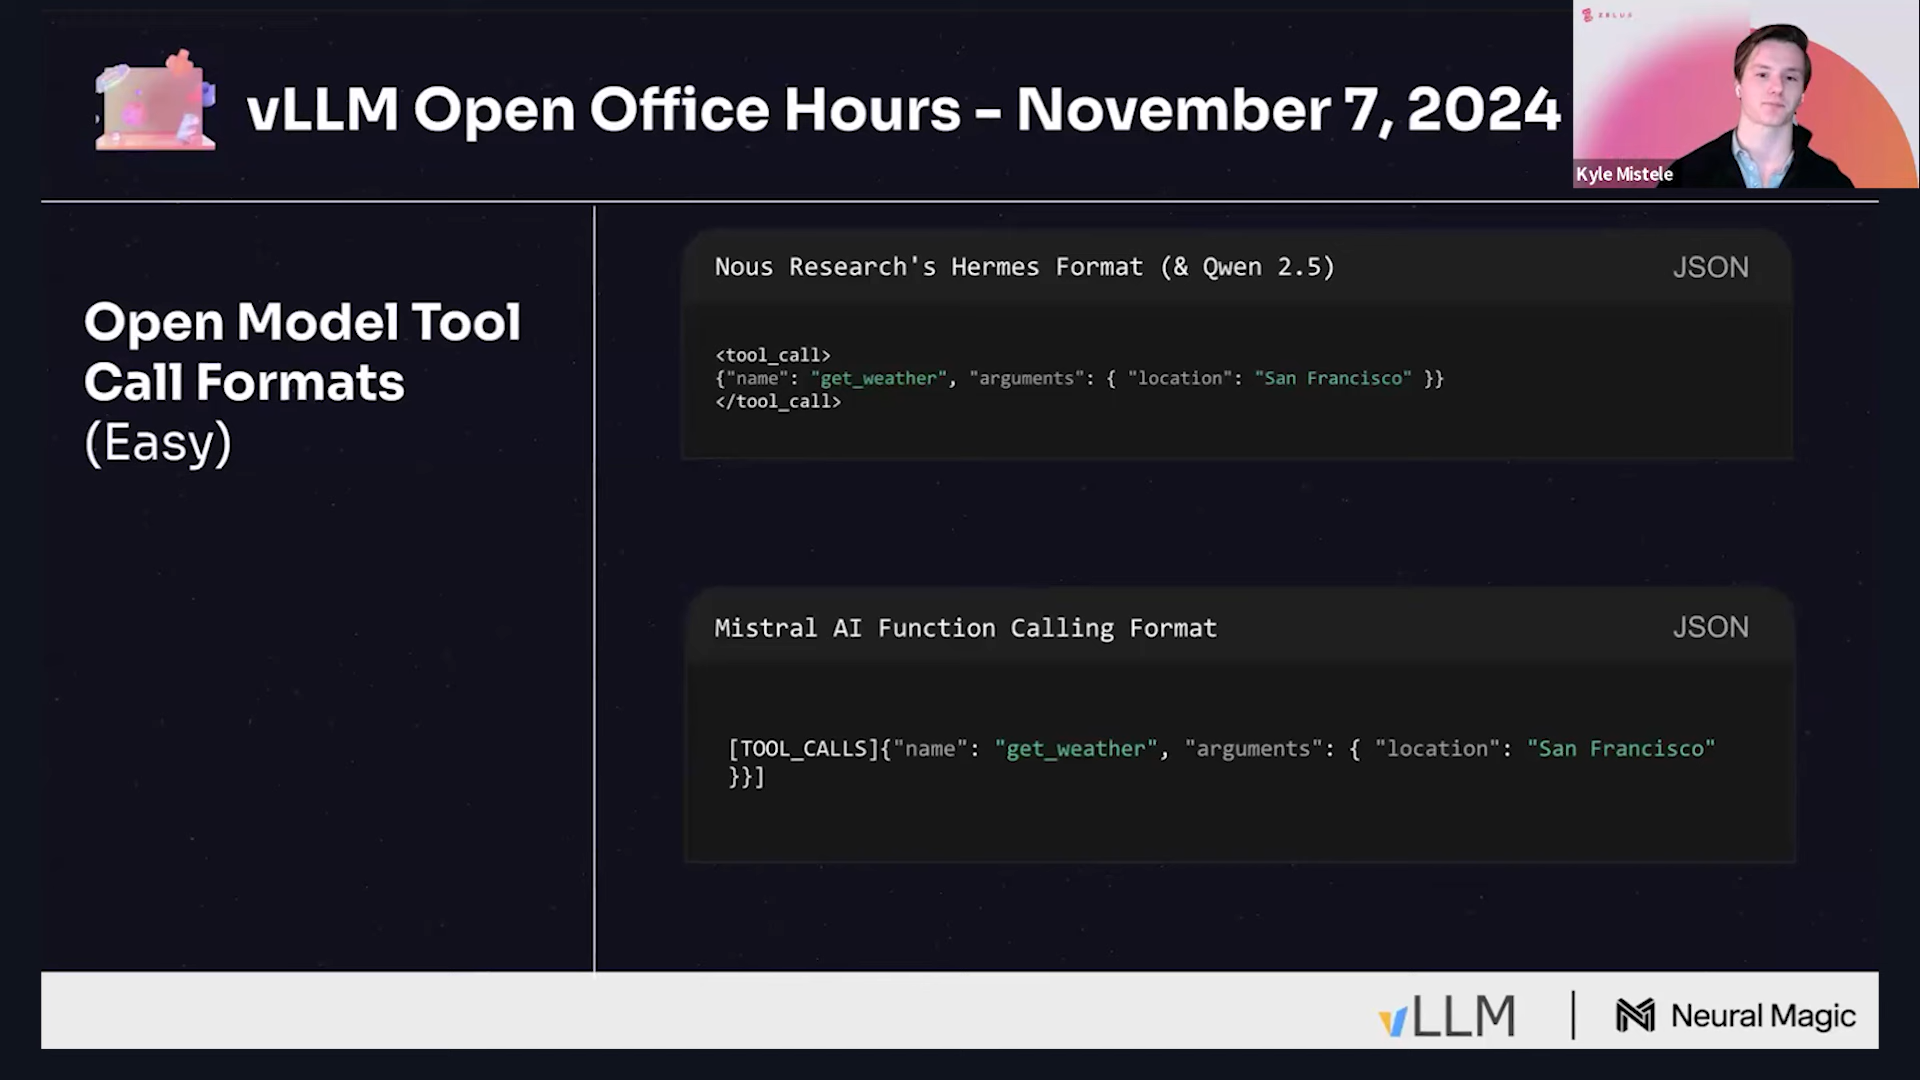 ZELUS
vLLM Open Office Hours – November 7, 2024
Kyle Mistele
Open Model Tool
Call Formats
(Easy)
Nous Research's Hermes Format (& Qwen 2.5)
JSON
<tool_call>
{"name": "get_weather", "arguments": { "location": "San Francisco" }}
</tool_call>
Mistral AI Function Calling Format
JSON
[TOOL_CALLS]{"name": "get_weather", "arguments": { "location": "San Francisco"
}}]
vLLM
Neural Magic